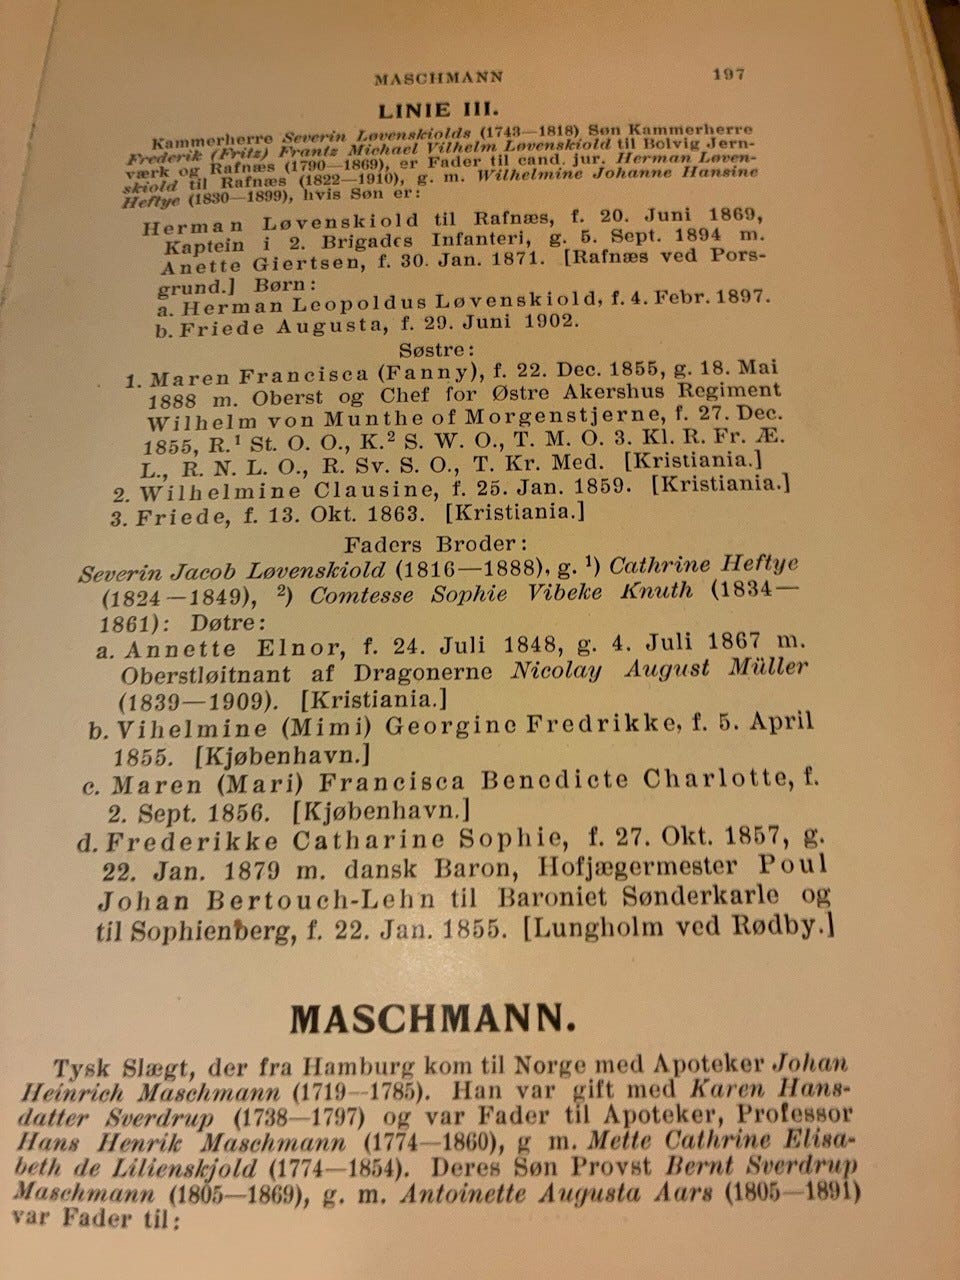 MASCHMANN 197
LINIE III.
Kammerherre Severin Løvenskiolds (1743—1818) Søn Kammerherre
Frederik (Fritz) Frantz Michael Vilhelm Løvenskiold til Bolvig Jern-
værk og Rafnæs (1790—1869), er Fader til cand. jur. Herman Løven-
skiold til Rafnæs (1822—1910), g. m. Wilhelmine Johanne Hansine
Heftye (1830—1899), hvis Søn er:
Herman Løvenskiold til Rafnæs, f. 20. Juni 1869,
Kaptein i 2. Brigades Infanteri, g. 5. Sept. 1894 m.
Anette Giertsen, f. 30. Jan. 1871. [Rafnæs ved Pors-
grund.] Børn:
a. Herman Leopoldus Løvenskiold, f. 4. Febr. 1897.
b. Friede Augusta, f. 29. Juni 1902.
Søstre:
1. Maren Francisca (Fanny), f. 22. Dec. 1855, g. 18. Mai
1888 m. Oberst og Chef for Østre Akershus Regiment
Wilhelm von Munthe of Morgenstjerne, f. 27. Dec.
1855, R.¹ St. O. O., K.² S. W. O., T. M. O. 3. Kl. R. Fr. Æ.
L., R. N. L. O., R. Sv. S. O., T. Kr. Med. [Kristiania.]
2. Wilhelmine Clausine, f. 25. Jan. 1859. [Kristiania.]
3. Friede, f. 13. Okt. 1863. [Kristiania.]
Faders Broder:
Severin Jacob Løvenskiold (1816—1888), g. ¹) Cathrine Heftye
(1824—1849), ²) Comtesse Sophie Vibeke Knuth (1834—
1861): Døtre:
a. Annette Elnor, f. 24. Juli 1848, g. 4. Juli 1867 m.
Oberstløitnant af Dragonerne Nicolay August Müller
(1839—1909). [Kristiania.]
b. Vihelmine (Mimi) Georgine Fredrikke, f. 5. April
1855. [Kjøbenhavn.]
c. Maren (Mari) Francisca Benedicte Charlotte, f.
2. Sept. 1856. [Kjøbenhavn.]
d. Frederikke Catharine Sophie, f. 27. Okt. 1857, g.
22. Jan. 1879 m. dansk Baron, Hofjægermester Poul
Johan Bertouch-Lehn til Baroniet Sønderkarle og
til Sophienberg, f. 22. Jan. 1855. [Lungholm ved Rødby.]
MASCHMANN.
Tysk Slægt, der fra Hamburg kom til Norge med Apoteker Johan
Heinrich Maschmann (1719—1785). Han var gift med Karen Hans-
datter Sverdrup (1738—1797) og var Fader til Apoteker, Professor
Hans Henrik Maschmann (1774—1860), g m. Mette Cathrine Elisa-
beth de Lilienskjold (1774—1854). Deres Søn Provst Bernt Sverdrup
Maschmann (1805—1869), g. m. Antoinette Augusta Aars (1805—1891)
var Fader til: